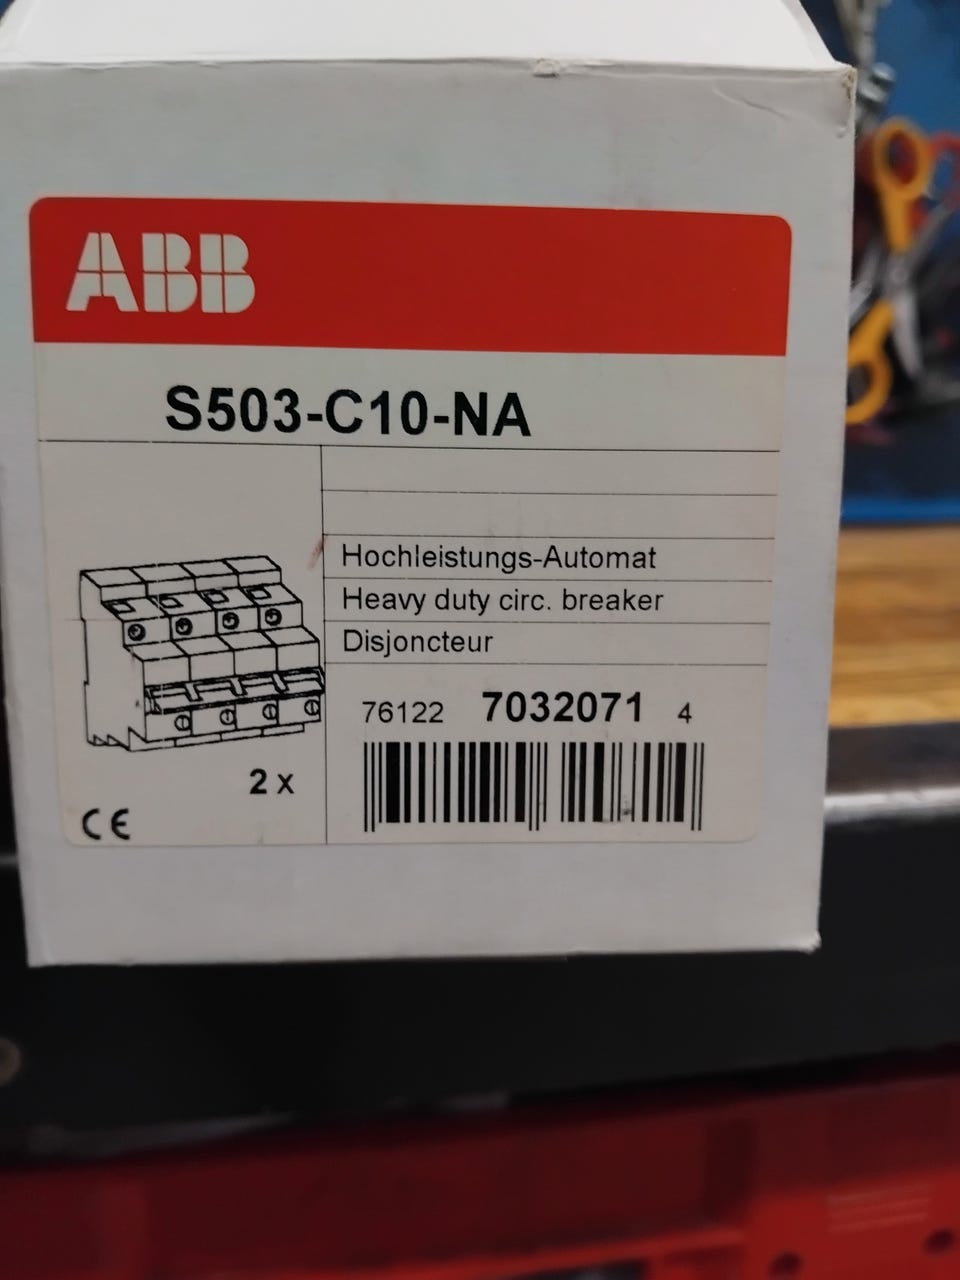 ABB
S503-C10-NA
Hochleistungs-Automat
Heavy duty circ. breaker
Disjoncteur
76122 7032071 4
2 x
CE